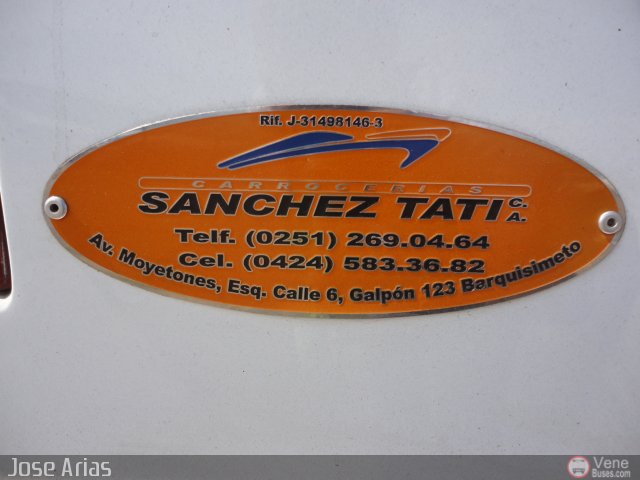 Rif. J-31498146-3
CARROCERIAS
SANCHEZ TATI C.A.
Telf. (0251) 269.04.64
Cel. (0424) 583.36.82
Av. Moyetones, Esq. Calle 6, Galpón 123 Barquisimeto
Jose Arias
Vene
Buses.com